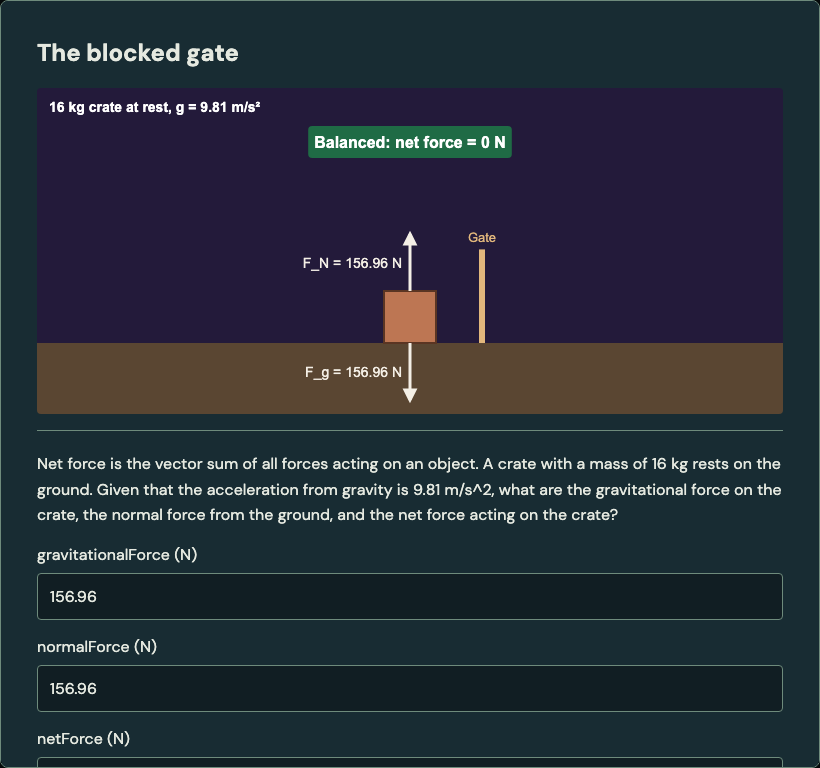 The blocked gate
16 kg crate at rest, g = 9.81 m/s²
Balanced: net force = 0 N
Gate
F_N = 156.96 N
F_g = 156.96 N
Net force is the vector sum of all forces acting on an object. A crate with a mass of 16 kg rests on the
ground. Given that the acceleration from gravity is 9.81 m/s^2, what are the gravitational force on the
crate, the normal force from the ground, and the net force acting on the crate?
gravitationalForce (N)
156.96
normalForce (N)
156.96
netForce (N)